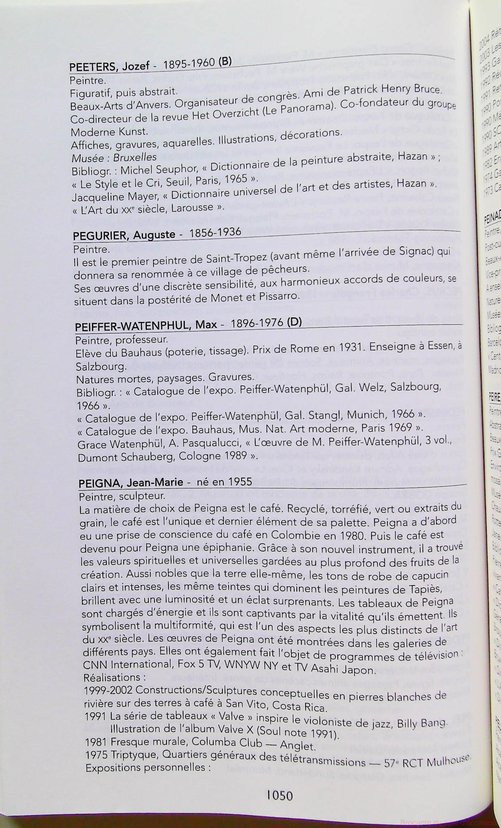 PEETERS, Jozef - 1895-1960 (B)
Peintre.
Figuratif, puis abstrait.
Beaux-Arts d'Anvers. Organisateur de congrès. Ami de Patrick Henry Bruce.
Co-directeur de la revue Het Overzicht (Le Panorama). Co-fondateur du groupe
Moderne Kunst.
Affiches, gravures, aquarelles. Illustrations, décorations.
Musée : Bruxelles
Bibliogr. : Michel Seuphor, « Dictionnaire de la peinture abstraite, Hazan » ;
« Le Style et le Cri, Seuil, Paris, 1965 ».
Jacqueline Mayer, « Dictionnaire universel de l'art et des artistes, Hazan ».
« L'Art du XXe siècle, Larousse ».
PEGURIER, Auguste - 1856-1936
Peintre.
Il est le premier peintre de Saint-Tropez (avant même l'arrivée de Signac) qui
donnera sa renommée à ce village de pêcheurs.
Ses œuvres d'une discrète sensibilité, aux harmonieux accords de couleurs, se
situent dans la postérité de Monet et Pissarro.
PEIFFER-WATENPHUL, Max - 1896-1976 (D)
Peintre, professeur.
Elève du Bauhaus (poterie, tissage). Prix de Rome en 1931. Enseigne à Essen, à
Salzbourg.
Natures mortes, paysages. Gravures.
Bibliogr. : « Catalogue de l'expo. Peiffer-Watenphül, Gal. Welz, Salzbourg,
1966 ».
« Catalogue de l'expo. Peiffer-Watenphül, Gal. Stangl, Munich, 1966 ».
« Catalogue de l'expo. Bauhaus, Mus. Nat. Art moderne, Paris 1969 ».
Grace Watenphül, A. Pasqualucci, « L'œuvre de M. Peiffer-Watenphül, 3 vol.,
Dumont Schauberg, Cologne 1989 ».
PEIGNA, Jean-Marie - né en 1955
Peintre, sculpteur.
La matière de choix de Peigna est le café. Recyclé, torréfié, vert ou extraits du
grain, le café est l'unique et dernier élément de sa palette. Peigna a d'abord
eu une prise de conscience du café en Colombie en 1980. Puis le café est
devenu pour Peigna une épiphanie. Grâce à son nouvel instrument, il a trouvé
les valeurs spirituelles et universelles gardées au plus profond des fruits de la
création. Aussi nobles que la terre elle-même, les tons de robe de capucin
clairs et intenses, les même teintes qui dominent les peintures de Tapiès,
brillent avec une luminosité et un éclat surprenants. Les tableaux de Peigna
sont chargés d'énergie et ils sont captivants par la vitalité qu'ils émettent. Ils
symbolisent la multiformité, qui est l'un des aspects les plus distincts de l'art
du XXe siècle. Les œuvres de Peigna ont été montrées dans les galeries de
différents pays. Elles ont également fait l'objet de programmes de télévision :
CNN International, Fox 5 TV, WNYW NY et TV Asahi Japon.
Réalisations :
1999-2002 Constructions/Sculptures conceptuelles en pierres blanches de
rivière sur des terres à café à San Vito, Costa Rica.
1991 La série de tableaux « Valve » inspire le violoniste de jazz, Billy Bang.
Illustration de l'album Valve X (Soul note 1991).
1981 Fresque murale, Columba Club — Anglet.
1975 Triptyque, Quartiers généraux des télétransmissions — 57e RCT Mulhouse.
Expositions personnelles :
1050